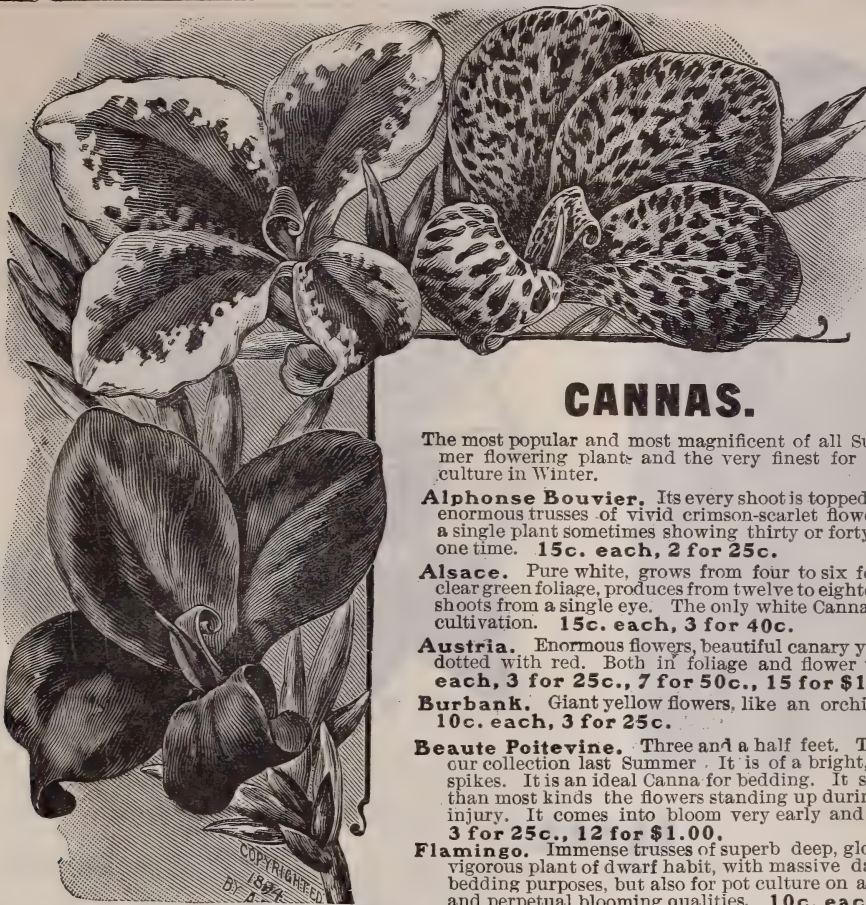 CANNAS.
The most popular and most magnificent of all Su
mer flowering plants and the very finest for
culture in Winter.
Alphonse Bouvier. Its every shoot is topped
enormous trusses of vivid crimson-scarlet flow
a single plant sometimes showing thirty or forty
one time. 15c. each, 2 for 25c.
Alsace. Pure white, grows from four to six fe
clear green foliage, produces from twelve to eighte
shoots from a single eye. The only white Canna
cultivation. 15c. each, 3 for 40c.
Austria. Enormous flowers, beautiful canary y
dotted with red. Both in foliage and flower
each, 3 for 25c., 7 for 50c., 15 for $1
Burbank. Giant yellow flowers, like an orchi
10c. each, 3 for 25c.
Beaute Poitevine. Three and a half feet. T
our collection last Summer. It is of a bright,
spikes. It is an ideal Canna for bedding. It s
than most kinds the flowers standing up durin
injury. It comes into bloom very early and
3 for 25c., 12 for $1.00.
Flamingo. Immense trusses of superb deep, glo
vigorous plant of dwarf habit, with massive da
bedding purposes, but also for pot culture on a
and perpetual blooming qualities. 10c. eac
COPYRIGHTED
BY A